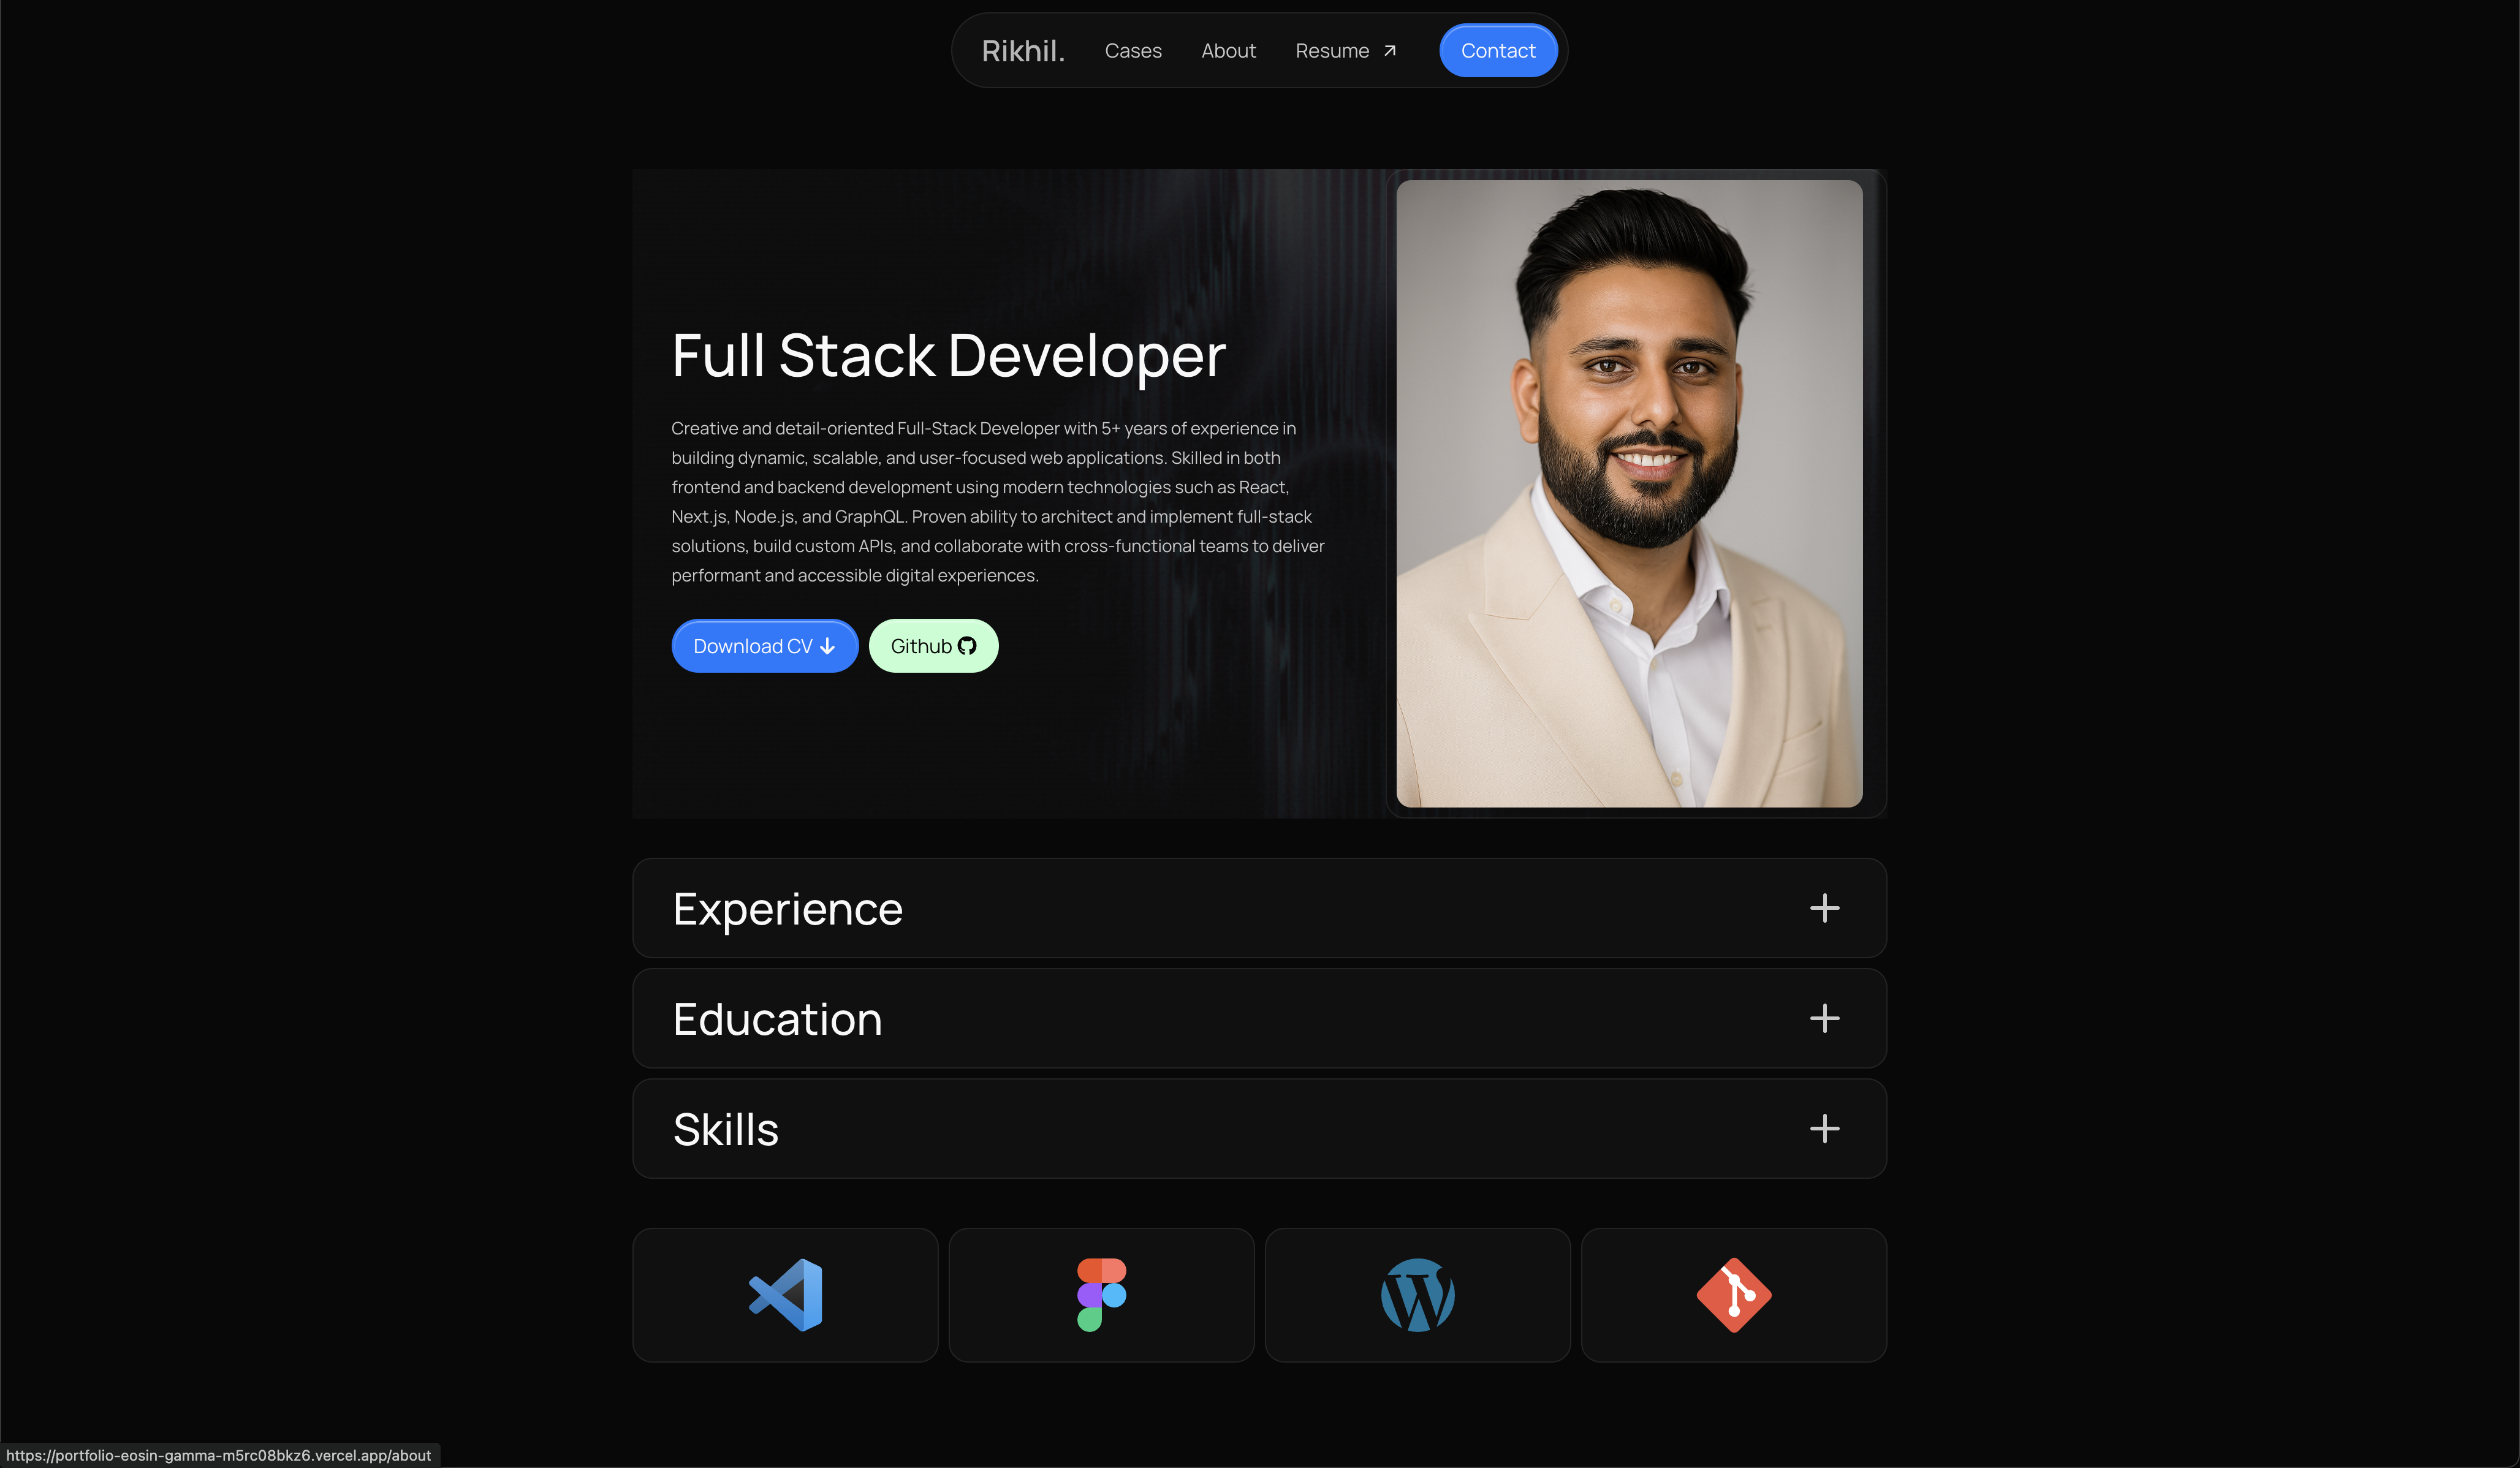 Rikhil.
Cases
About
Resume
Contact
Full Stack Developer
Creative and detail-oriented Full-Stack Developer with 5+ years of experience in
building dynamic, scalable, and user-focused web applications. Skilled in both
frontend and backend development using modern technologies such as React,
Next.js, Node.js, and GraphQL. Proven ability to architect and implement full-stack
solutions, build custom APIs, and collaborate with cross-functional teams to deliver
performant and accessible digital experiences.
Download CV
Github
Experience
Education
Skills
https://portfolio-eosin-gamma-m5rc08bkz6.vercel.app/about